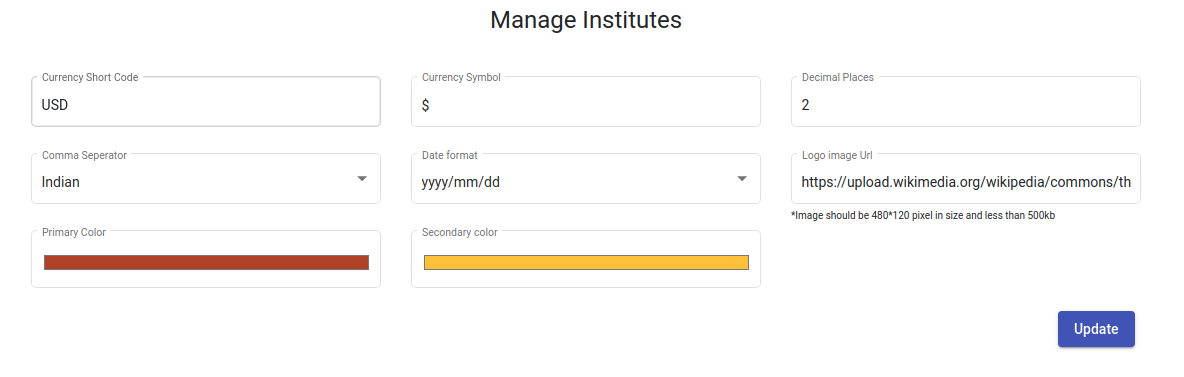 Manage Institutes
Currency Short Code
USD
Currency Symbol
$
Decimal Places
2
Comma Seperator
Indian
Date format
yyyy/mm/dd
Logo image Url
https://upload.wikimedia.org/wikipedia/commons/th
*Image should be 480*120 pixel in size and less than 500kb
Primary Color
Secondary color
Update